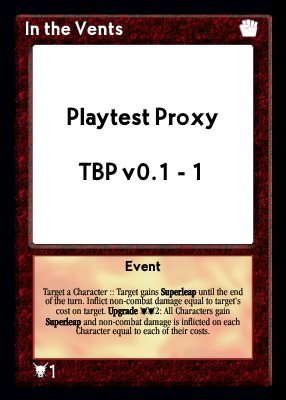 In the Vents
Playtest Proxy
TBP v0.1 - 1
Event
Target a Character :: Target gains Superleap until the end
of the turn. Inflict non-combat damage equal to target's
cost on target. Upgrade 2: All Characters gain
Superleap and non-combat damage is inflicted on each
Character equal to each of their costs.
1